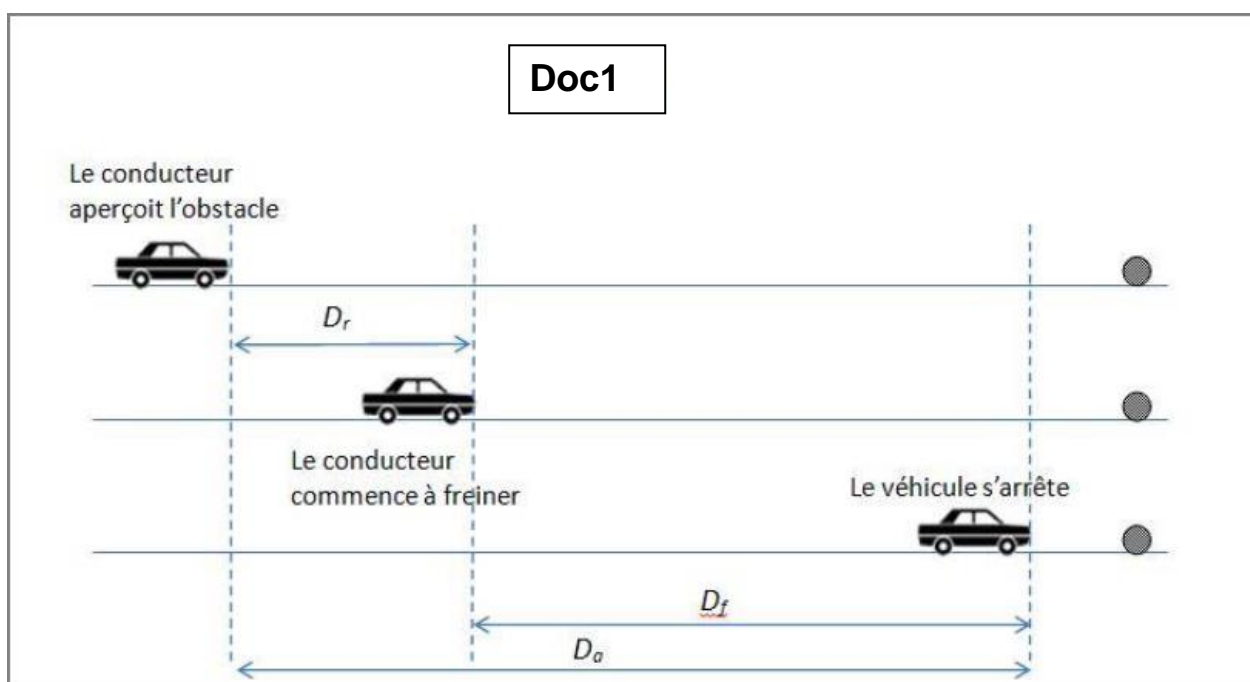 Doc1
Le conducteur
aperçoit l'obstacle
Dr
Le conducteur
commence à freiner
Le véhicule s'arrête
Df
Da